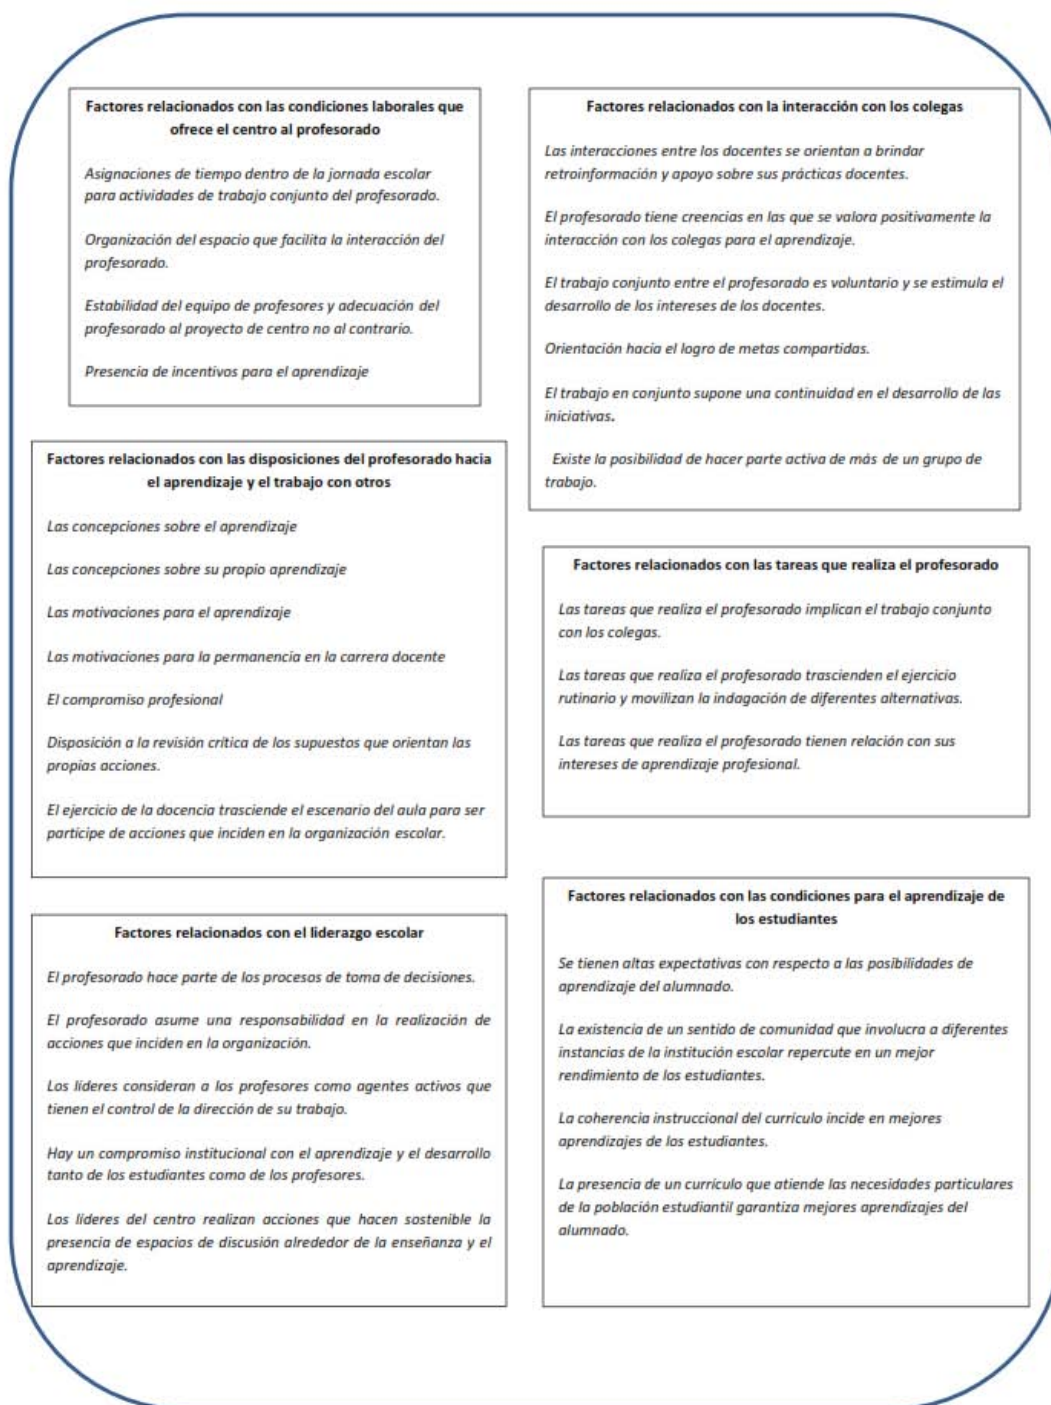 Factores relacionados con las condiciones laborales que
ofrece el centro al profesorado
Asignaciones de tiempo dentro de la jornada escolar
para actividades de trabajo conjunto del profesorado.
Organización del espacio que facilita la interacción del
profesorado.
Estabilidad del equipo de profesores y adecuación del
profesorado al proyecto de centro no al contrario.
Presencia de incentivos para el aprendizaje
Factores relacionados con la interacción con los colegas
Las interacciones entre los docentes se orientan a brindar
retroinformación y apoyo sobre sus prácticas docentes.
El profesorado tiene creencias en las que se valora positivamente la
interacción con los colegas para el aprendizaje.
El trabajo conjunto entre el profesorado es voluntario y se estimula el
desarrollo de los intereses de los docentes.
Orientación hacia el logro de metas compartidas.
El trabajo en conjunto supone una continuidad en el desarrollo de las
iniciativas.
Existe la posibilidad de hacer parte activa de más de un grupo de
trabajo.
Factores relacionados con las disposiciones del profesorado hacia
el aprendizaje y el trabajo con otros
Las concepciones sobre el aprendizaje
Las concepciones sobre su propio aprendizaje
Las motivaciones para el aprendizaje
Las motivaciones para la permanencia en la carrera docente
El compromiso profesional
Disposición a la revisión crítica de los supuestos que orientan las
propias acciones.
El ejercicio de la docencia trasciende el escenario del aula para ser
partícipe de acciones que inciden en la organización escolar.
Factores relacionados con las tareas que realiza el profesorado
Las tareas que realiza el profesorado implican el trabajo conjunto
con los colegas.
Las tareas que realiza el profesorado trascienden el ejercicio
rutinario y movilizan la indagación de diferentes alternativas.
Las tareas que realiza el profesorado tienen relación con sus
intereses de aprendizaje profesional.
Factores relacionados con el liderazgo escolar
El profesorado hace parte de los procesos de toma de decisiones.
El profesorado asume una responsabilidad en la realización de
acciones que inciden en la organización.
Los líderes consideran a los profesores como agentes activos que
tienen el control de la dirección de su trabajo.
Hay un compromiso institucional con el aprendizaje y el desarrollo
tanto de los estudiantes como de los profesores.
Los líderes del centro realizan acciones que hacen sostenible la
presencia de espacios de discusión alrededor de la enseñanza y el
aprendizaje.
Factores relacionados con las condiciones para el aprendizaje de
los estudiantes
Se tienen altas expectativas con respecto a las posibilidades de
aprendizaje del alumnado.
La existencia de un sentido de comunidad que involucra a diferentes
instancias de la institución escolar repercute en un mejor
rendimiento de los estudiantes.
La coherencia instruccional del currículo incide en mejores
aprendizajes de los estudiantes.
La presencia de un currículo que atiende las necesidades particulares
de la población estudiantil garantiza mejores aprendizajes del
alumnado.